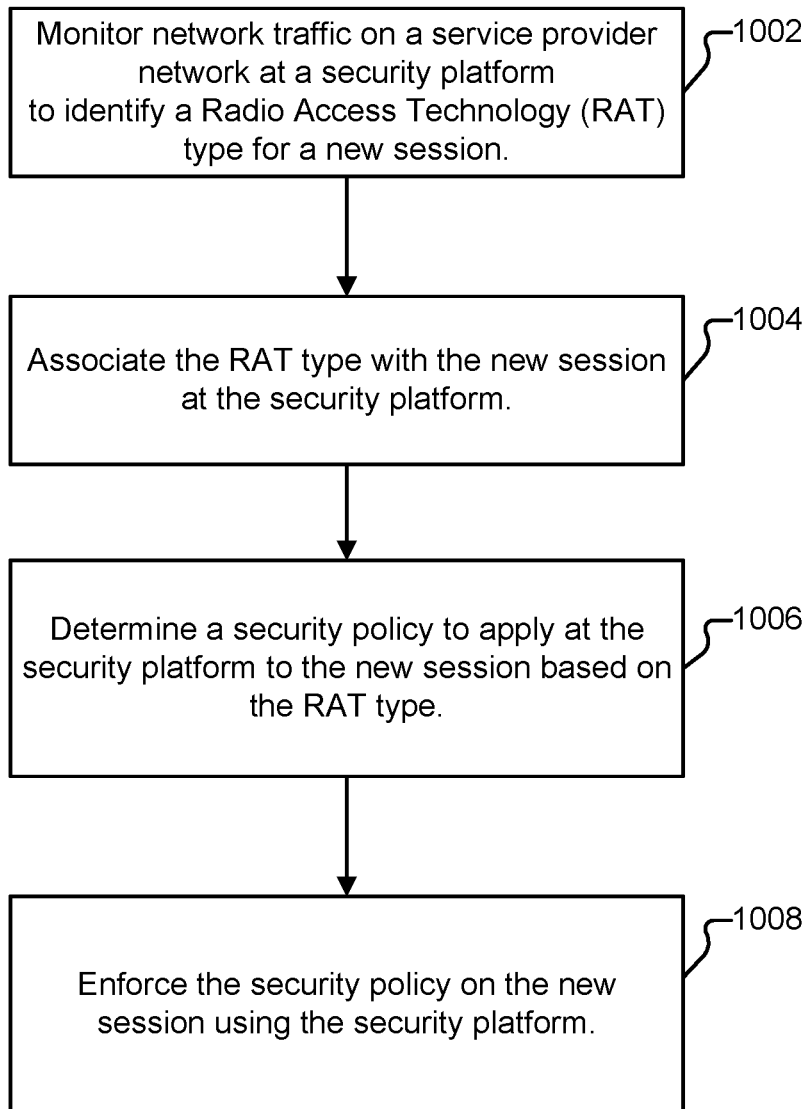 Monitor network traffic on a service provider
network at a security platform
to identify a Radio Access Technology (RAT)
type for a new session.
1002
Associate the RAT type with the new session
at the security platform.
1004
Determine a security policy to apply at the
security platform to the new session based on
the RAT type.
1006
Enforce the security policy on the new
session using the security platform.
1008